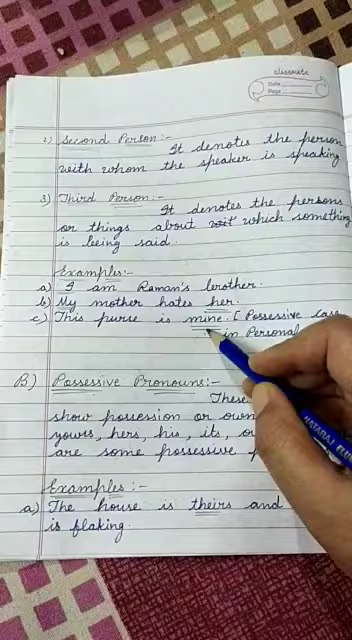 classmate
Date
Page
2) Second Person:-
It denotes the person
with whom the speaker is speaking
3) Third Person:-
It denotes the persons
or things about which something
is being said.
Examples:-
a) I am Raman's brother.
b) My mother hates her.
c) This purse is mine. [Possessive Case
in Personal
B) Possessive Pronouns:-
These
show possession or own
yours, hers, his, its, ou
are some possessive p
Examples:-
a) The house is theirs and
is flaking.
NATARAJ